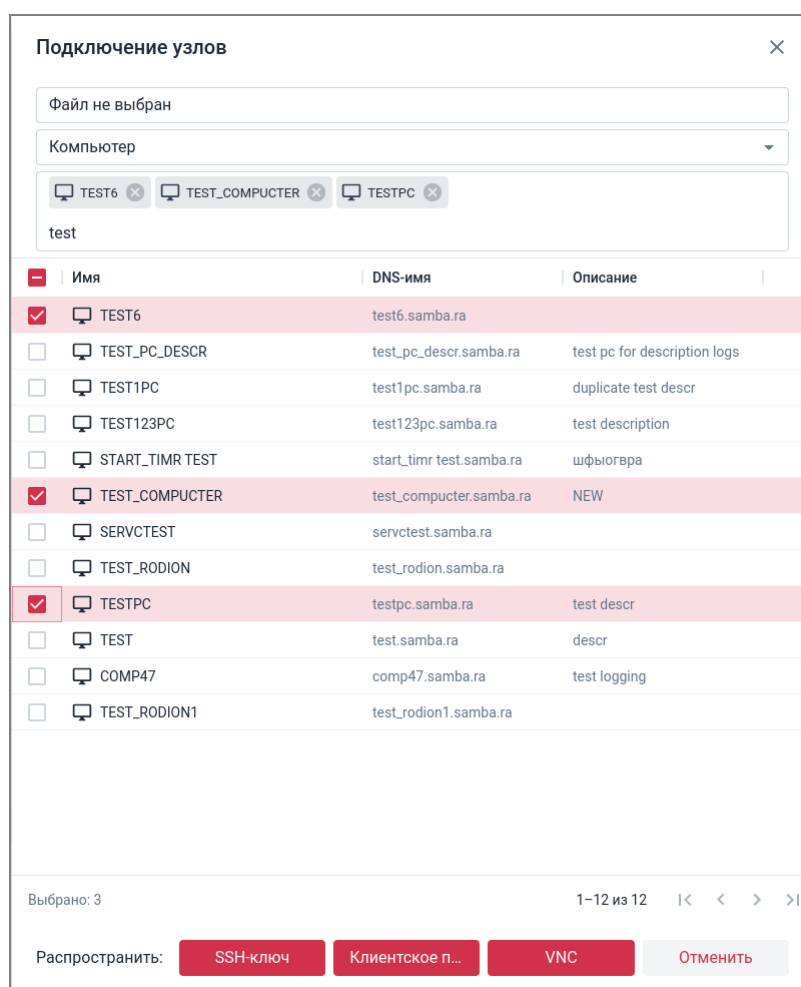 Подключение узлов
Файл не выбран
Компьютер
TEST6 TEST_COMPUCTER TESTPC
test
Имя DNS-имя Описание
TEST6 test6.samba.ra
TEST_PC_DESCR test_pc_descr.samba.ra test pc for description logs
TEST1PC test1pc.samba.ra duplicate test descr
TEST123PC test123pc.samba.ra test description
START_TIMR TEST start_timr test.samba.ra шфыогвра
TEST_COMPUCTER test_compucter.samba.ra NEW
SERVCTEST servctest.samba.ra
TEST_RODION test_rodion.samba.ra
TESTPC testpc.samba.ra test descr
TEST test.samba.ra descr
COMP47 comp47.samba.ra test logging
TEST_RODION1 test_rodion1.samba.ra
Выбрано: 3 1–12 из 12
Распространить: SSH-ключ Клиентское п... VNC Отменить